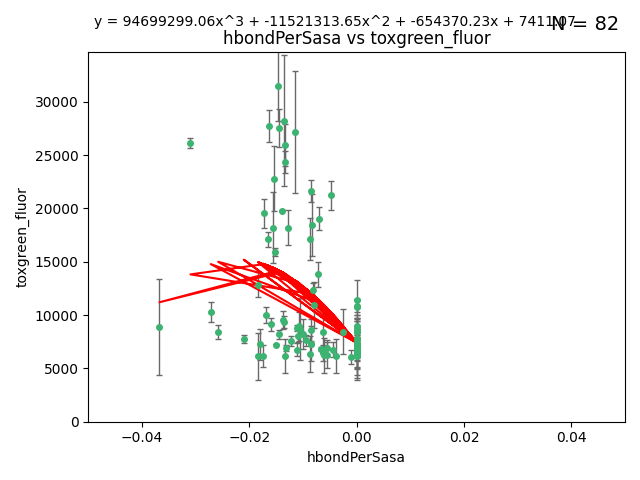 y = 94699299.06x^3 + -11521313.65x^2 + -654370.23x + 7411.07
N = 82
hbondPerSasa vs toxgreen_fluor
30000
25000
20000
15000
10000
5000
0
toxgreen_fluor
−0.04
−0.02
0.00
0.02
0.04
hbondPerSasa